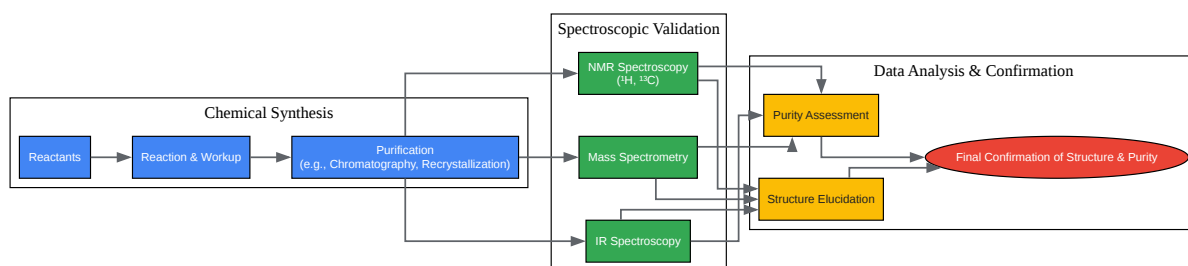 Spectroscopic Validation
NMR Spectroscopy
(¹H, ¹³C)
Data Analysis & Confirmation
Chemical Synthesis
Purity Assessment
Reactants
Reaction & Workup
Purification
(e.g., Chromatography, Recrystallization)
Mass Spectrometry
Final Confirmation of Structure & Purity
Structure Elucidation
IR Spectroscopy